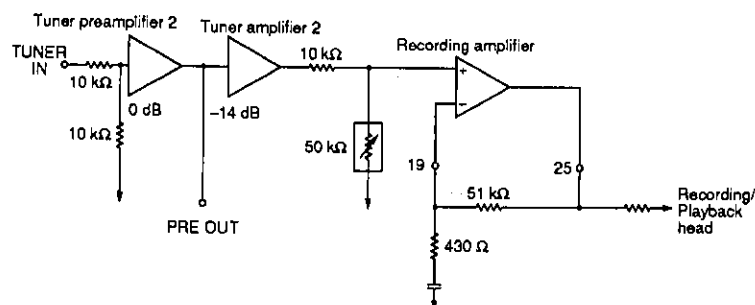 Tuner preamplifier 2
Tuner amplifier 2
TUNER
IN
10 kΩ
10 kΩ
0 dB
-14 dB
PRE OUT
10 kΩ
50 kΩ
Recording amplifier
+
−
19
25
51 kΩ
430 Ω
Recording/
Playback
head